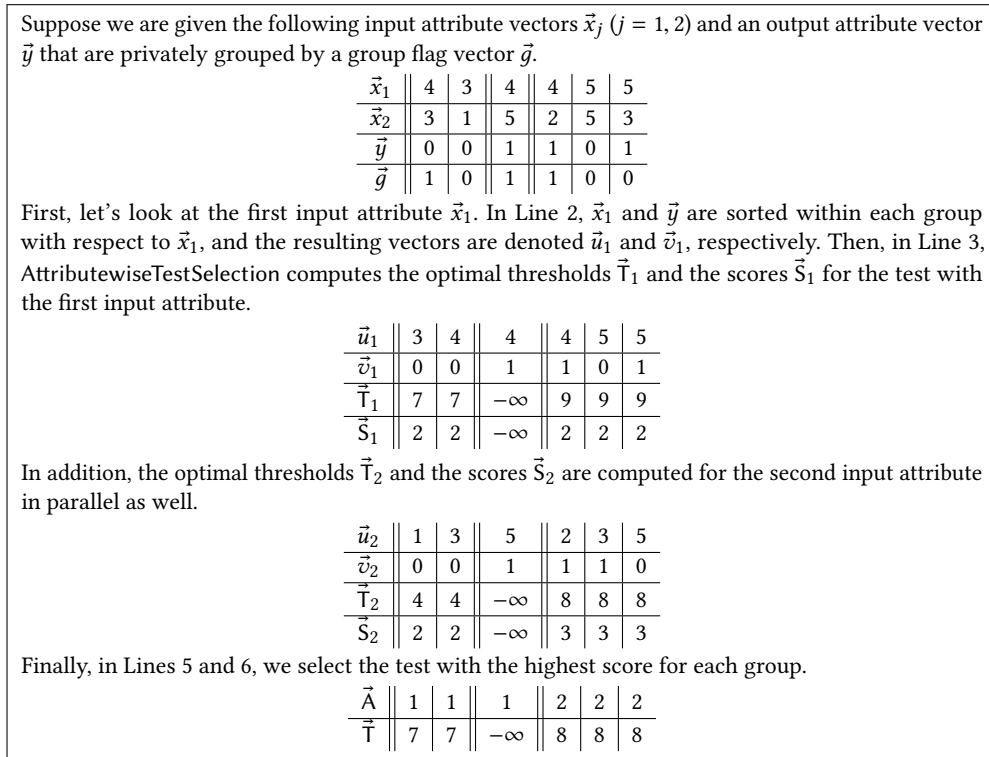 Suppose we are given the following input attribute vectors x⃗_j (j = 1, 2) and an output attribute vector
y⃗ that are privately grouped by a group flag vector g⃗.
x⃗_1 4 3 4 4 5 5
x⃗_2 3 1 5 2 5 3
y⃗ 0 0 1 1 0 1
g⃗ 1 0 1 1 0 0
First, let's look at the first input attribute x⃗_1. In Line 2, x⃗_1 and y⃗ are sorted within each group
with respect to x⃗_1, and the resulting vectors are denoted u⃗_1 and v⃗_1, respectively. Then, in Line 3,
AttributewiseTestSelection computes the optimal thresholds T⃗_1 and the scores S⃗_1 for the test with
the first input attribute.
u⃗_1 3 4 4 4 5 5
v⃗_1 0 0 1 1 0 1
T⃗_1 7 7 −∞ 9 9 9
S⃗_1 2 2 −∞ 2 2 2
In addition, the optimal thresholds T⃗_2 and the scores S⃗_2 are computed for the second input attribute
in parallel as well.
u⃗_2 1 3 5 2 3 5
v⃗_2 0 0 1 1 1 0
T⃗_2 4 4 −∞ 8 8 8
S⃗_2 2 2 −∞ 3 3 3
Finally, in Lines 5 and 6, we select the test with the highest score for each group.
A⃗ 1 1 1 2 2 2
T⃗ 7 7 −∞ 8 8 8